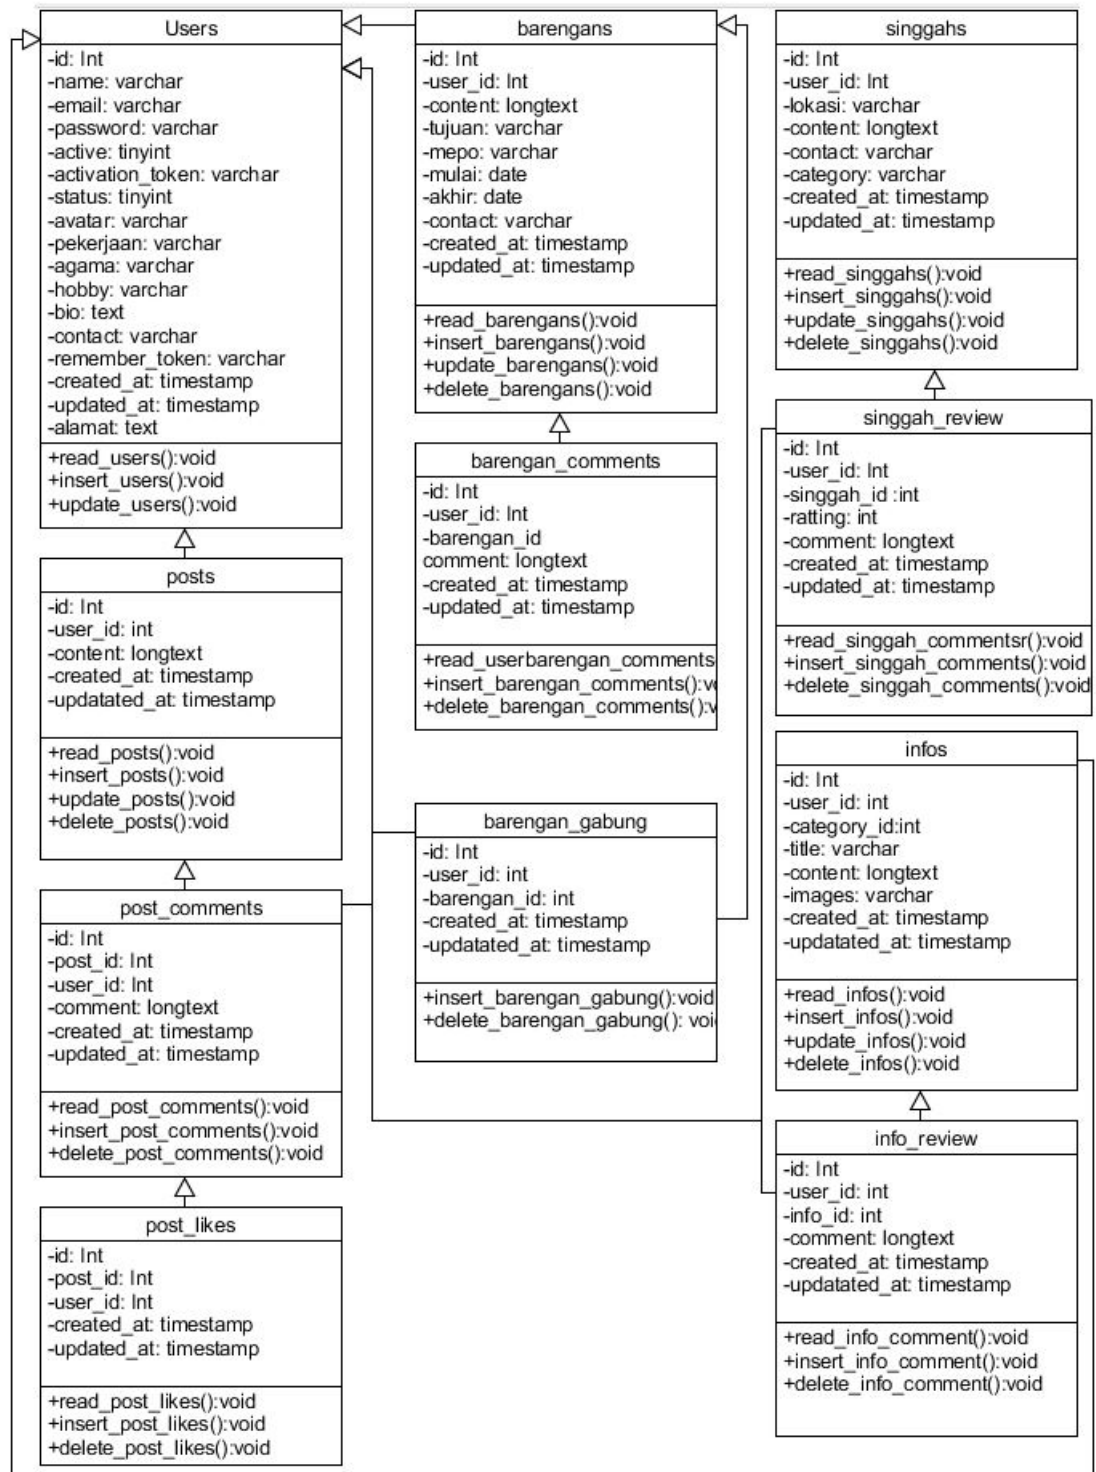 Users
-id: Int
-name: varchar
-email: varchar
-password: varchar
-active: tinyint
-activation_token: varchar
-status: tinyint
-avatar: varchar
-pekerjaan: varchar
-agama: varchar
-hobby: varchar
-bio: text
-contact: varchar
-remember_token: varchar
-created_at: timestamp
-updated_at: timestamp
-alamat: text
+read_users():void
+insert_users():void
+update_users():void
posts
-id: Int
-user_id: int
-content: longtext
-created_at: timestamp
-updatated_at: timestamp
+read_posts():void
+insert_posts():void
+update_posts():void
+delete_posts():void
post_comments
-id: Int
-post_id: Int
-user_id: Int
-comment: longtext
-created_at: timestamp
-updated_at: timestamp
+read_post_comments():void
+insert_post_comments():void
+delete_post_comments():void
post_likes
-id: Int
-post_id: Int
-user_id: Int
-created_at: timestamp
-updated_at: timestamp
+read_post_likes():void
+insert_post_likes():void
+delete_post_likes():void
barengans
-id: Int
-user_id: Int
-content: longtext
-tujuan: varchar
-mepo: varchar
-mulai: date
-akhir: date
-contact: varchar
-created_at: timestamp
-updated_at: timestamp
+read_barengans():void
+insert_barengans():void
+update_barengans():void
+delete_barengans():void
barengan_comments
-id: Int
-user_id: Int
-barengan_id
comment: longtext
-created_at: timestamp
-updated_at: timestamp
+read_userbarengan_comments
+insert_barengan_comments():v
+delete_barengan_comments():v
barengan_gabung
-id: Int
-user_id: int
-barengan_id: int
-created_at: timestamp
-updatated_at: timestamp
+insert_barengan_gabung():void
+delete_barengan_gabung(): voi
singgahs
-id: Int
-user_id: Int
-lokasi: varchar
-content: longtext
-contact: varchar
-category: varchar
-created_at: timestamp
-updated_at: timestamp
+read_singgahs():void
+insert_singgahs():void
+update_singgahs():void
+delete_singgahs():void
singgah_review
-id: Int
-user_id: Int
-singgah_id :int
-ratting: int
-comment: longtext
-created_at: timestamp
-updated_at: timestamp
+read_singgah_commentsr():void
+insert_singgah_comments():void
+delete_singgah_comments():void
infos
-id: Int
-user_id: int
-category_id:int
-title: varchar
-content: longtext
-images: varchar
-created_at: timestamp
-updatated_at: timestamp
+read_infos():void
+insert_infos():void
+update_infos():void
+delete_infos():void
info_review
-id: Int
-user_id: int
-info_id: int
-comment: longtext
-created_at: timestamp
-updatated_at: timestamp
+read_info_comment():void
+insert_info_comment():void
+delete_info_comment():void